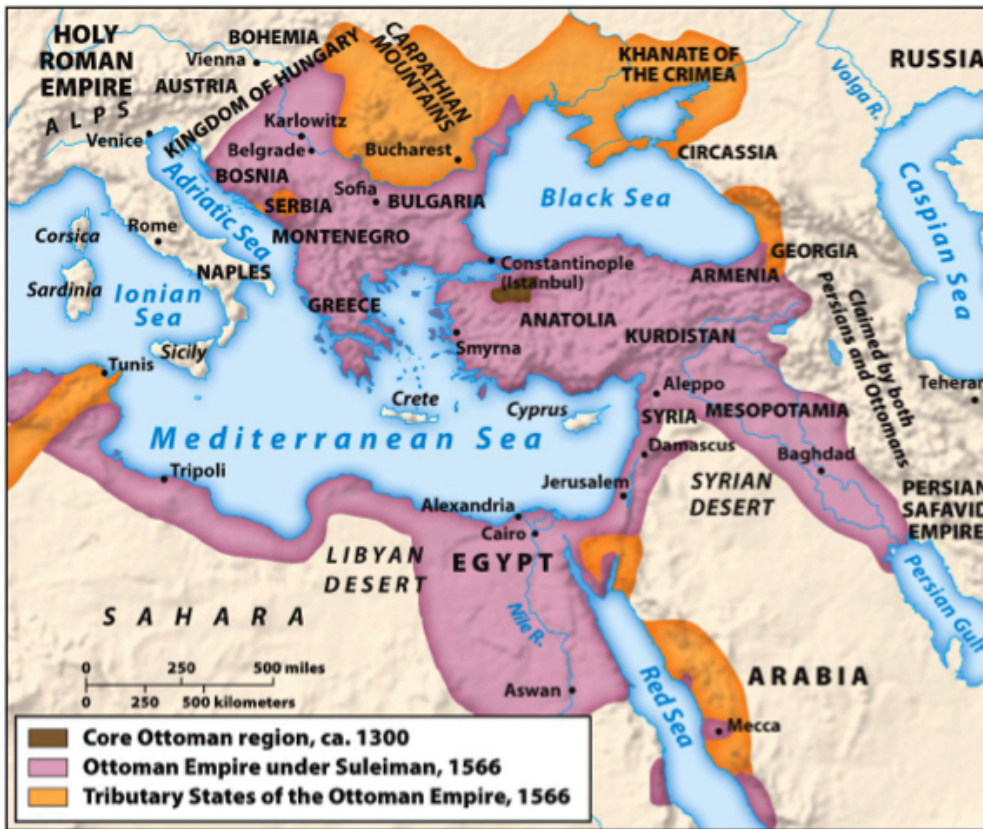 HOLY
ROMAN
EMPIRE
BOHEMIA
Vienna
AUSTRIA
ALPS
Venice
KINGDOM OF HUNGARY
CARPATHIAN
MOUNTAINS
KHANATE OF
THE CRIMEA
RUSSIA
Volga R.
Karlowitz
Belgrade
Bucharest
CIRCASSIA
BOSNIA
Adriatic Sea
Sofia
BULGARIA
SERBIA
Black Sea
Caspian Sea
Corsica
Rome
MONTENEGRO
GEORGIA
NAPLES
Constantinople
(Istanbul)
ARMENIA
Sardinia
Ionian
Sea
GREECE
ANATOLIA
KURDISTAN
Claimed by both
Persians and Ottomans
Sicily
Smyrna
Tunis
Teheran
Crete
Cyprus
Aleppo
SYRIA
MESOPOTAMIA
Mediterranean Sea
Damascus
Baghdad
Tripoli
Jerusalem
SYRIAN
DESERT
PERSIAN
SAFAVID
EMPIRE
Alexandria
Cairo
LIBYAN
DESERT
EGYPT
Persian Gulf
SAHARA
Nile R.
0 250 500 miles
0 250 500 kilometers
Aswan
Red Sea
ARABIA
Mecca
Core Ottoman region, ca. 1300
Ottoman Empire under Suleiman, 1566
Tributary States of the Ottoman Empire, 1566